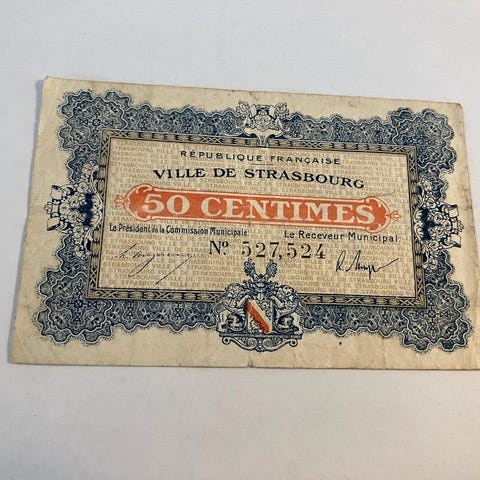 RÉPUBLIQUE FRANÇAISE
VILLE DE STRASBOURG
50 CENTIMES
Le Président de la Commission Municipale: Le Receveur Municipal:
No. 527,524